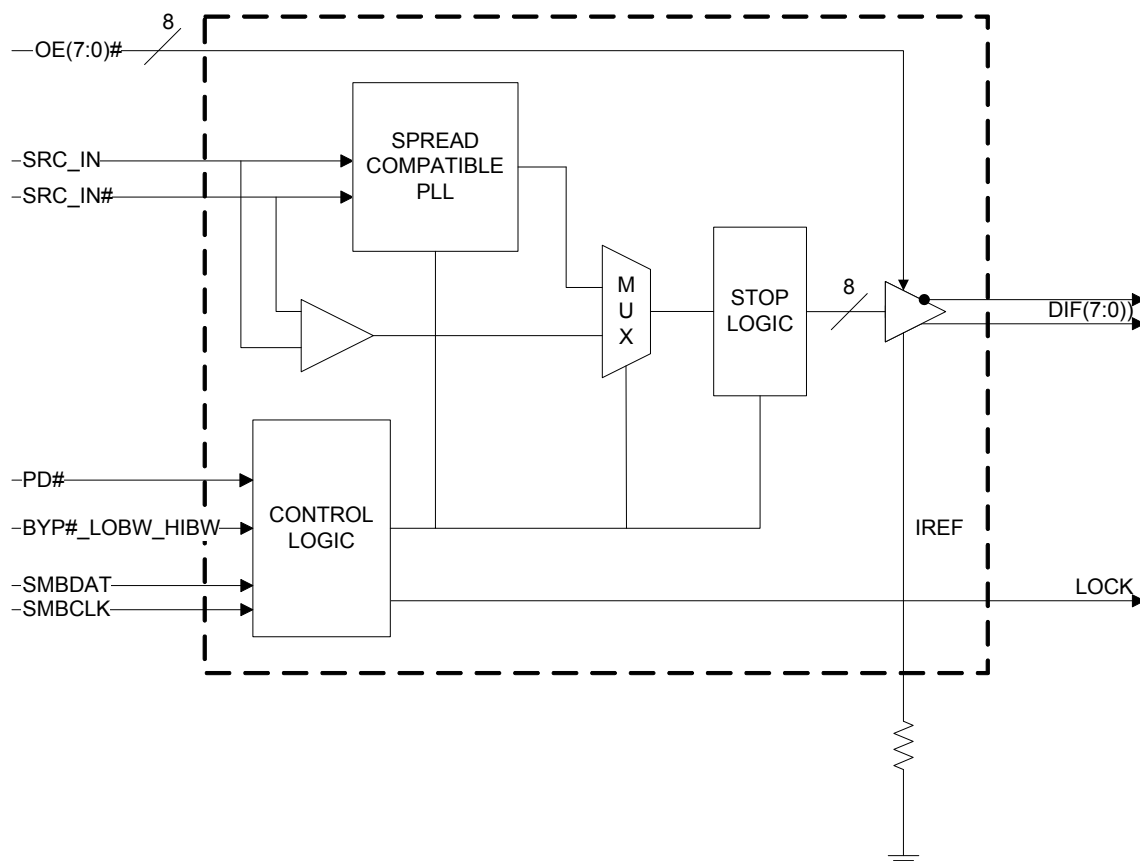 8
OE(7:0)#
SPREAD
COMPATIBLE
PLL
SRC_IN
SRC_IN#
M
U
X
STOP
LOGIC
8
DIF(7:0))
PD#
BYP#_LOBW_HIBW
CONTROL
LOGIC
IREF
SMBDAT
SMBCLK
LOCK